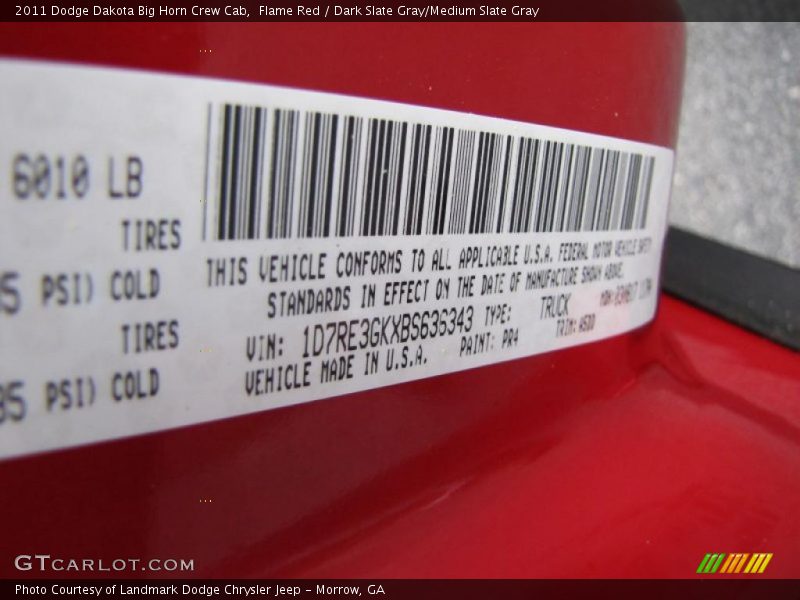 2011 Dodge Dakota Big Horn Crew Cab,  Flame Red / Dark Slate Gray/Medium Slate Gray
6010 LB
TIRES
PSI) COLD
TIRES
PSI) COLD
THIS VEHICLE CONFORMS TO ALL APPLICABLE U.S.A. FEDERAL MOTOR VEHICLE SAFETY
STANDARDS IN EFFECT ON THE DATE OF MANUFACTURE SHOWN ABOVE.
VIN: 1D7RE3GKXBS636343 TYPE: TRUCK
VEHICLE MADE IN U.S.A. PAINT: PR4 TRIM:
GTCARLOT.COM
Photo Courtesy of Landmark Dodge Chrysler Jeep - Morrow, GA